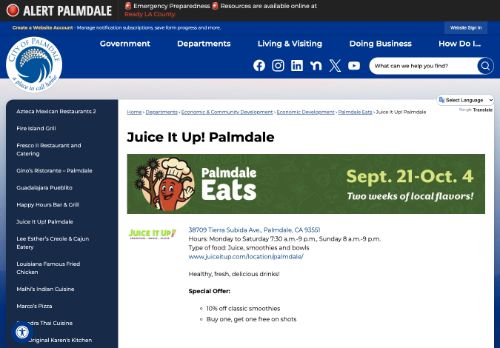 ALERT PALMDALE
🚨 Emergency Preparedness 🚨 Resources are available online at
Ready LA County.
Create a Website Account - Manage notification subscriptions, save form progress and more.
Website Sign In
CITY OF PALMDALE
a place to call home
Government
Departments
Living & Visiting
Doing Business
How Do I...
What can we help you find?
Select Language
Google Translate
Azteca Mexican Restaurants 2
Fire Island Grill
Fresco II Restaurant and
Catering
Gino's Ristorante - Palmdale
Guadalajara Pueblito
Happy Hours Bar & Grill
Juice It Up! Palmdale
Lee Esther's Creole & Cajun
Eatery
Louisiana Famous Fried
Chicken
Malhi's Indian Cuisine
Marco's Pizza
Thai Cuisine
Original Karen's Kitchen
Home › Departments › Economic & Community Development › Economic Development › Palmdale Eats › Juice It Up! Palmdale
Juice It Up! Palmdale
Palmdale
Eats
Sept. 21-Oct. 4
Two weeks of local flavors!
JUICE IT UP!
38709 Tierra Subida Ave., Palmdale, CA 93551
Hours: Monday to Saturday 7:30 a.m.-9 p.m., Sunday 8 a.m.-9 p.m.
Type of food: Juice, smoothies and bowls
www.juiceitup.com/location/palmdale/
Healthy, fresh, delicious drinks!
Special Offer:
10% off classic smoothies
Buy one, get one free on shots